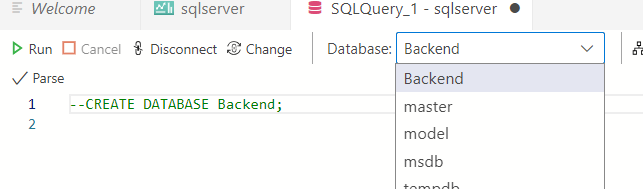 Welcome sqlserver SQLQuery_1 - sqlserver
Run Cancel Disconnect Change Database: Backend
Parse Backend
1 --CREATE DATABASE Backend; master
2 model
msdb
tempdb